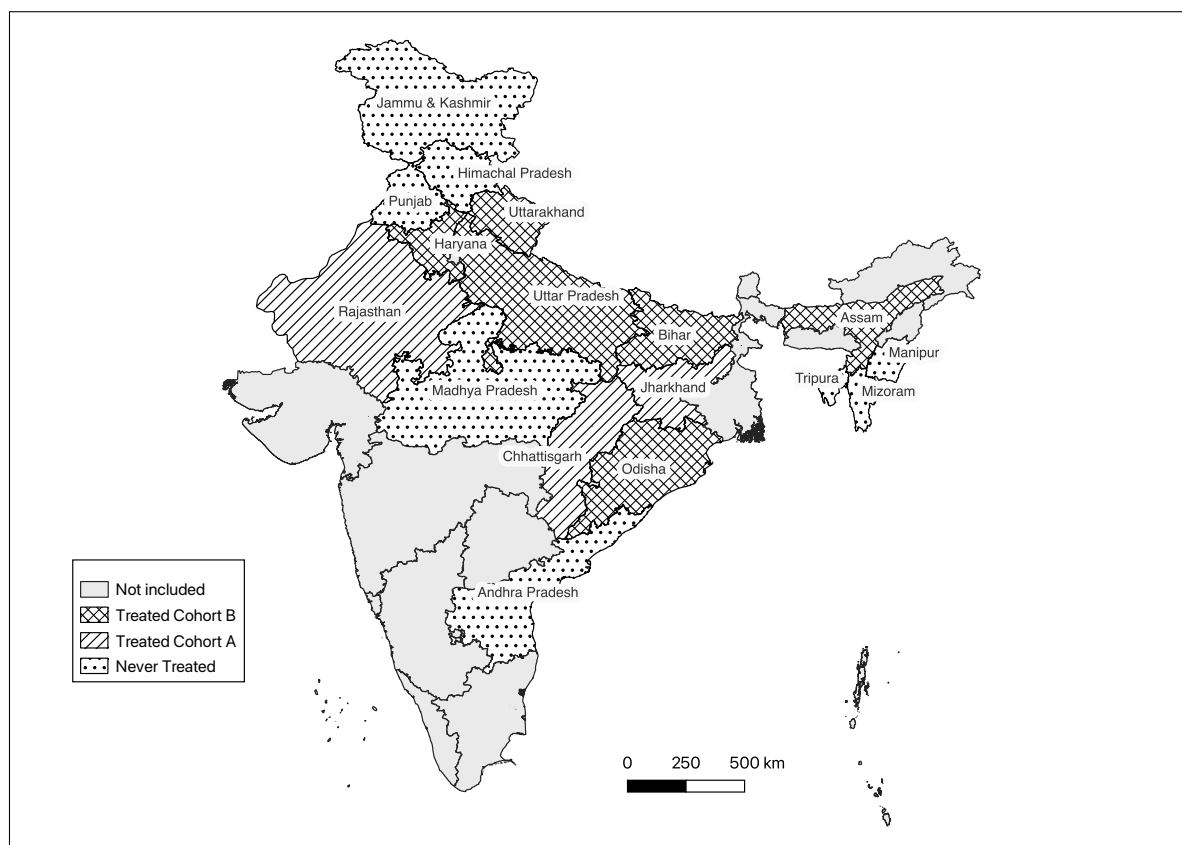 Jammu & Kashmir
Himachal Pradesh
Punjab
Uttarakhand
Haryana
Rajasthan
Uttar Pradesh
Bihar
Assam
Manipur
Tripura
Mizoram
Madhya Pradesh
Jharkhand
Chhattisgarh
Odisha
Andhra Pradesh
Not included
Treated Cohort B
Treated Cohort A
Never Treated
0 250 500 km